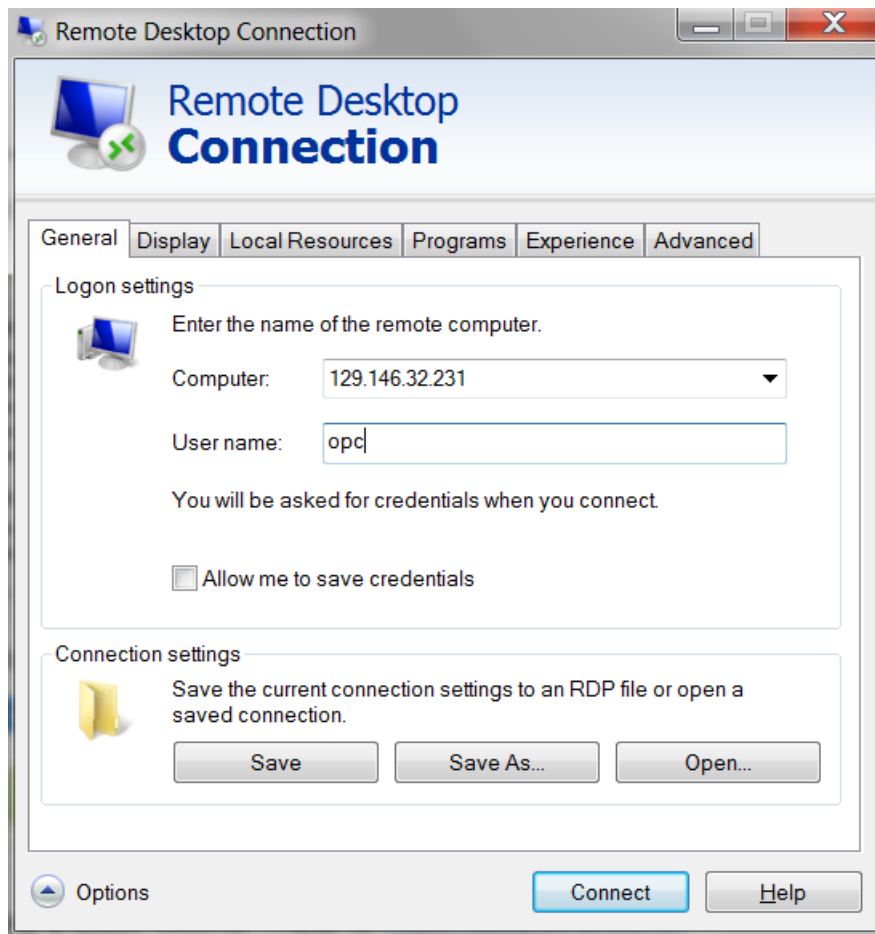 Remote Desktop Connection
Remote Desktop
Connection
General Display Local Resources Programs Experience Advanced
Logon settings
Enter the name of the remote computer.
Computer: 129.146.32.231
User name: opc
You will be asked for credentials when you connect.
Allow me to save credentials
Connection settings
Save the current connection settings to an RDP file or open a
saved connection.
Save Save As... Open...
Options Connect Help